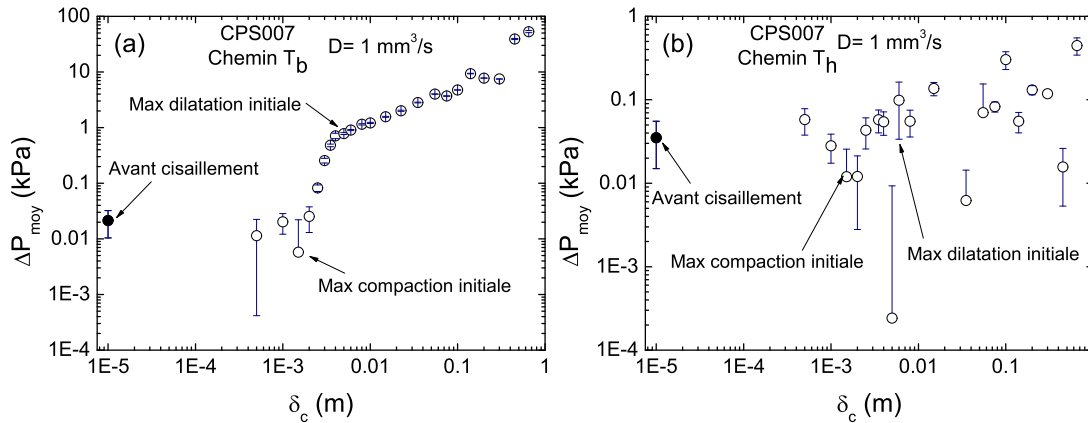 (a)
CPS007
Chemin T_b
D= 1 mm³/s
Max dilatation initiale
Avant cisaillement
Max compaction initiale
ΔP_moy (kPa)
100
10
1
0.1
0.01
1E-3
1E-4
1E-5 1E-4 1E-3 0.01 0.1 1
δ_c (m)
(b)
CPS007
Chemin T_h
D= 1 mm³/s
Avant cisaillement
Max compaction initiale
Max dilatation initiale
ΔP_moy (kPa)
1
0.1
0.01
1E-3
1E-4
1E-5 1E-4 1E-3 0.01 0.1
δ_c (m)